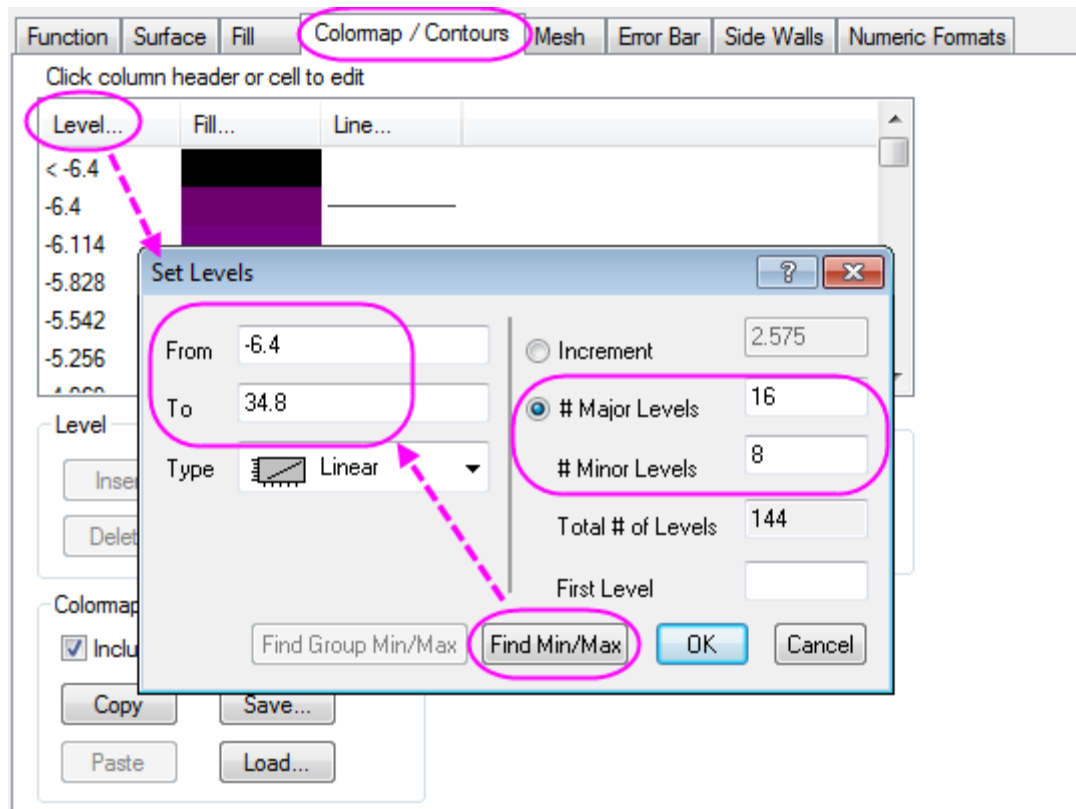 Function Surface Fill Colormap / Contours Mesh Error Bar Side Walls Numeric Formats
Click column header or cell to edit
Level... Fill... Line...
< -6.4
-6.4
-6.114
-5.828
-5.542
-5.256
Set Levels
From -6.4
To 34.8
Type Linear
Increment 2.575
# Major Levels 16
# Minor Levels 8
Total # of Levels 144
First Level
Find Group Min/Max Find Min/Max OK Cancel
Level
Colormap
Copy Save...
Paste Load...